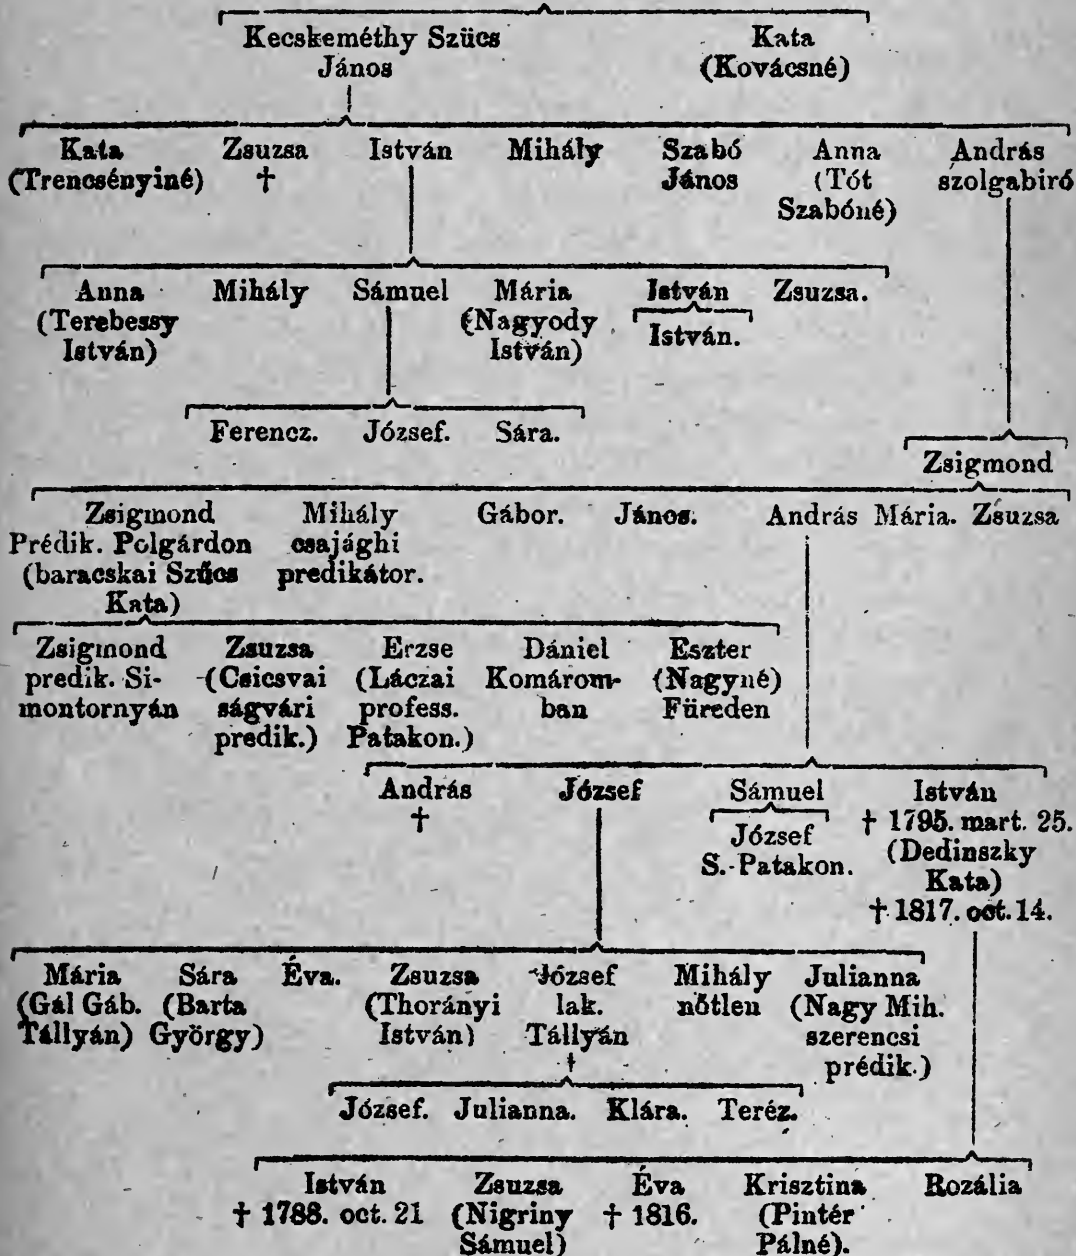 Kecskeméthy Szücs Kata
János (Kovácsné)
Kata Zsuzsa István Mihály Szabó Anna András
(Trencsényiné) † János (Tót szolgabiró
Szabóné)
Anna Mihály Sámuel Mária István Zsuzsa.
(Terebessy (Nagyody István.
István) István)
Ferencz. József. Sára.
Zsigmond
Zsigmond Mihály Gábor. János. András Mária. Zsuzsa
Prédik. Polgárdon csajághi
(baracskai Szűcs predikátor.
Kata)
Zsigmond Zsuzsa Erzse Dániel Eszter
predik. Si- (Csicsvai (Láczai Komárom- (Nagyné)
montornyán ságvári profess. ban Füreden
predik.) Patakon.)
András József Sámuel István
† József † 1795. mart. 25.
S.-Patakon. (Dedinszky
Kata)
† 1817. oct. 14.
Mária Sára Éva. Zsuzsa József Mihály Julianna
(Gál Gáb. (Barta (Thorányi lak. nőtlen (Nagy Mih.
Tállyán) György) István) Tállyán szerencsi
prédik.)
József. Julianna. Klára. Teréz.
István Zsuzsa Éva Krisztina Rozália
† 1788. oct. 21 (Nigriny † 1816. (Pintér
Sámuel) Pálné).